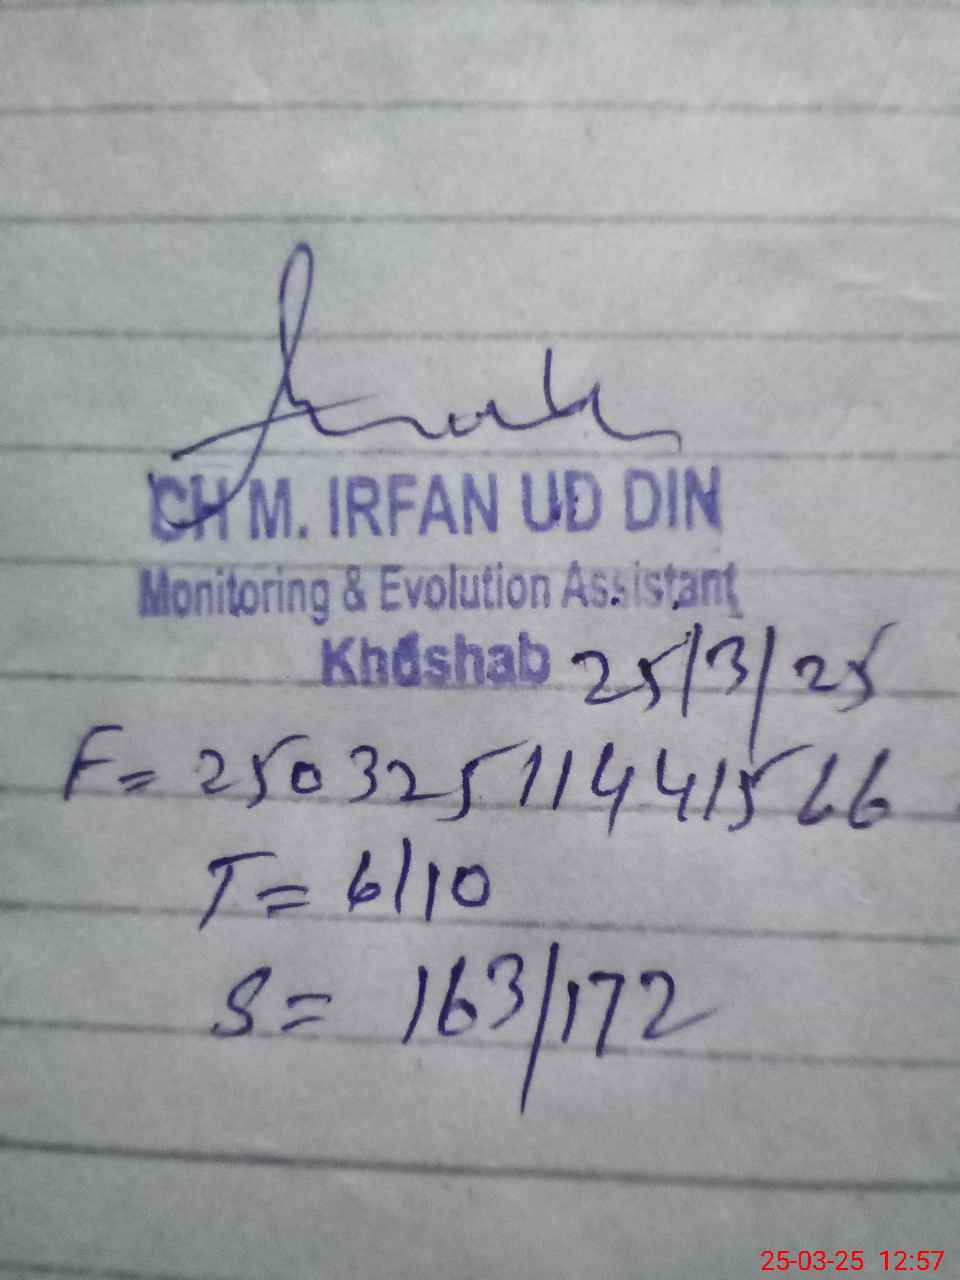 CH M. IRFAN UD DIN
Monitoring & Evolution Assistant
Khushab 25/3/25
F= 25032511441566
T= 6/10
S= 163/172
25-03-25 12:57